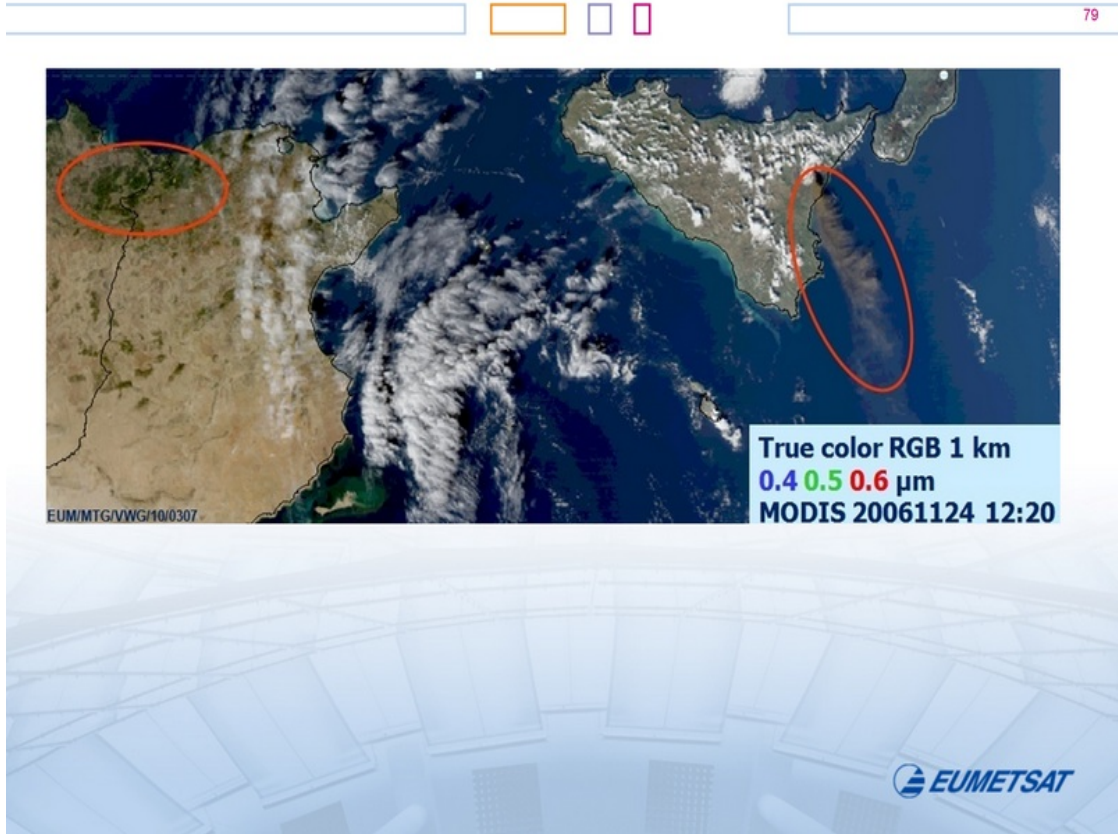 79
True color RGB 1 km
0.4 0.5 0.6 µm
MODIS 20061124 12:20
EUM/MTG/VWG/10/0307
EUMETSAT